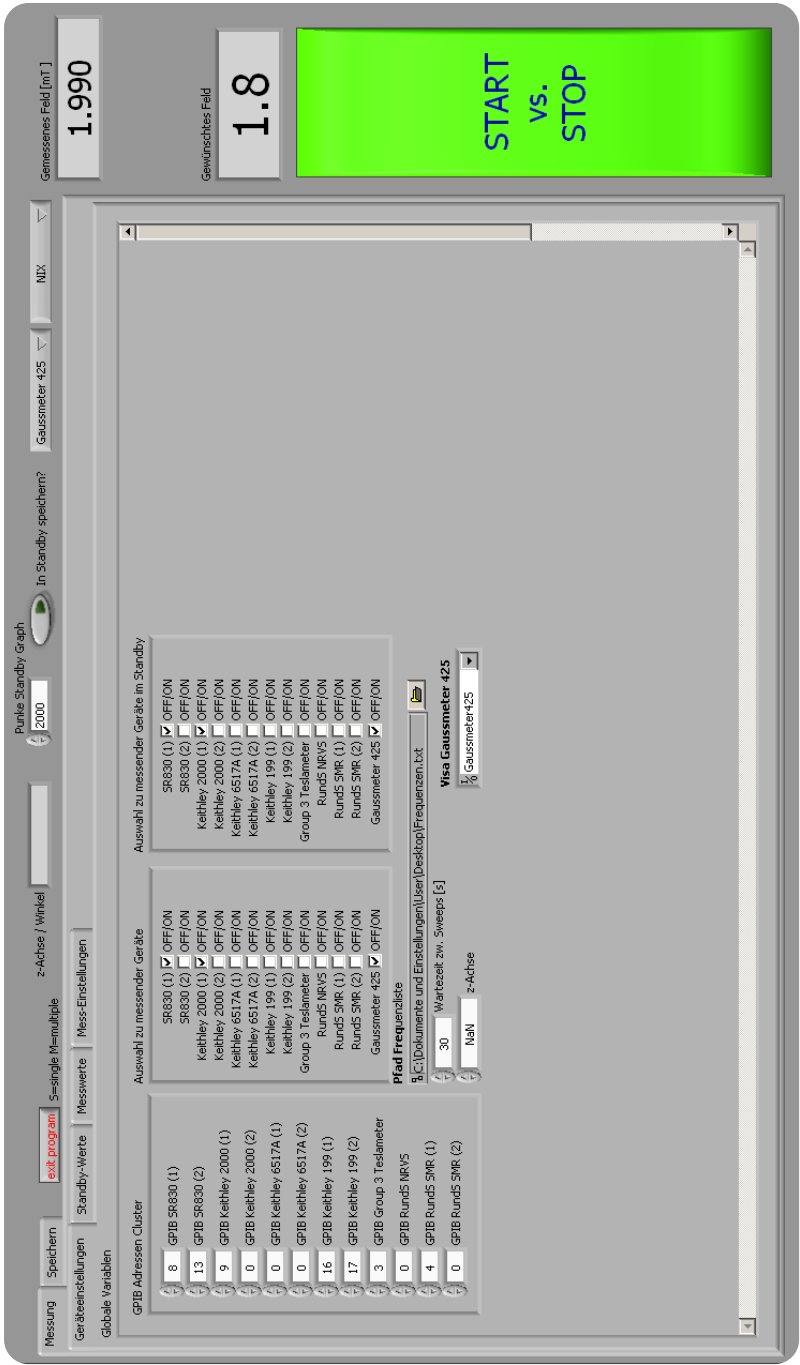 Messung
Speichern
exit program
S=single M=multiple
z-Achse / Winkel
Punke Standby Graph
2000
In Standby speichern?
Gaussmeter 425
NIX
Gemessenes Feld [mT ]
1.990
Gewünschtes Feld
1.8
START
vs.
STOP
Geräteeinstellungen
Standby-Werte
Messwerte
Mess-Einstellungen
Globale Variablen
GPIB Adressen Cluster
8 GPIB SR830 (1)
13 GPIB SR830 (2)
9 GPIB Keithley 2000 (1)
0 GPIB Keithley 2000 (2)
0 GPIB Keithley 6517A (1)
0 GPIB Keithley 6517A (2)
16 GPIB Keithley 199 (1)
17 GPIB Keithley 199 (2)
3 GPIB Group 3 Teslameter
0 GPIB RundS NRVS
4 GPIB RundS SMR (1)
0 GPIB RundS SMR (2)
Auswahl zu messender Geräte
SR830 (1) OFF/ON
SR830 (2) OFF/ON
Keithley 2000 (1) OFF/ON
Keithley 2000 (2) OFF/ON
Keithley 6517A (1) OFF/ON
Keithley 6517A (2) OFF/ON
Keithley 199 (1) OFF/ON
Keithley 199 (2) OFF/ON
Group 3 Teslameter OFF/ON
RundS NRVS OFF/ON
RundS SMR (1) OFF/ON
RundS SMR (2) OFF/ON
Gaussmeter 425 OFF/ON
Auswahl zu messender Geräte im Standby
SR830 (1) OFF/ON
SR830 (2) OFF/ON
Keithley 2000 (1) OFF/ON
Keithley 2000 (2) OFF/ON
Keithley 6517A (1) OFF/ON
Keithley 6517A (2) OFF/ON
Keithley 199 (1) OFF/ON
Keithley 199 (2) OFF/ON
Group 3 Teslameter OFF/ON
RundS NRVS OFF/ON
RundS SMR (1) OFF/ON
RundS SMR (2) OFF/ON
Gaussmeter 425 OFF/ON
Pfad Frequenzliste
C:\Dokumente und Einstellungen\User\Desktop\Frequenzen.txt
30 Wartezeit zw. Sweeps [s]
NaN z-Achse
Visa Gaussmeter 425
Gaussmeter425